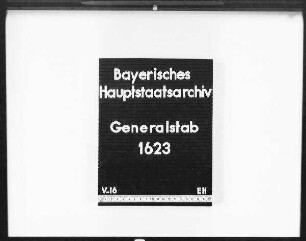 Bayerisches
Hauptstaatsarchiv
Generalstab
1623
V.16 EH